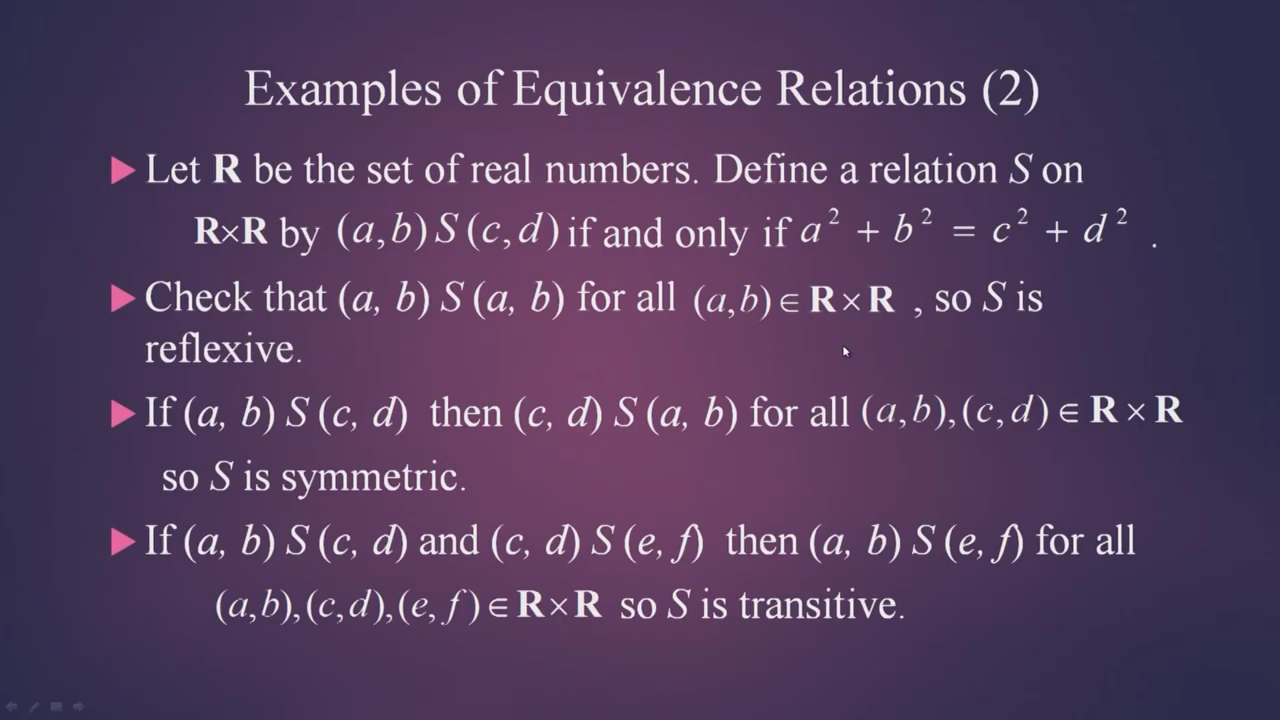 Examples of Equivalence Relations (2)
Let R be the set of real numbers. Define a relation S on
R×R by (a,b) S (c,d) if and only if a² + b² = c² + d² .
Check that (a, b) S (a, b) for all (a,b) ∈ R × R , so S is
reflexive.
If (a, b) S (c, d) then (c, d) S (a, b) for all (a,b),(c,d) ∈ R × R
so S is symmetric.
If (a, b) S (c, d) and (c, d) S (e, f) then (a, b) S (e, f) for all
(a,b),(c,d),(e, f) ∈ R×R so S is transitive.